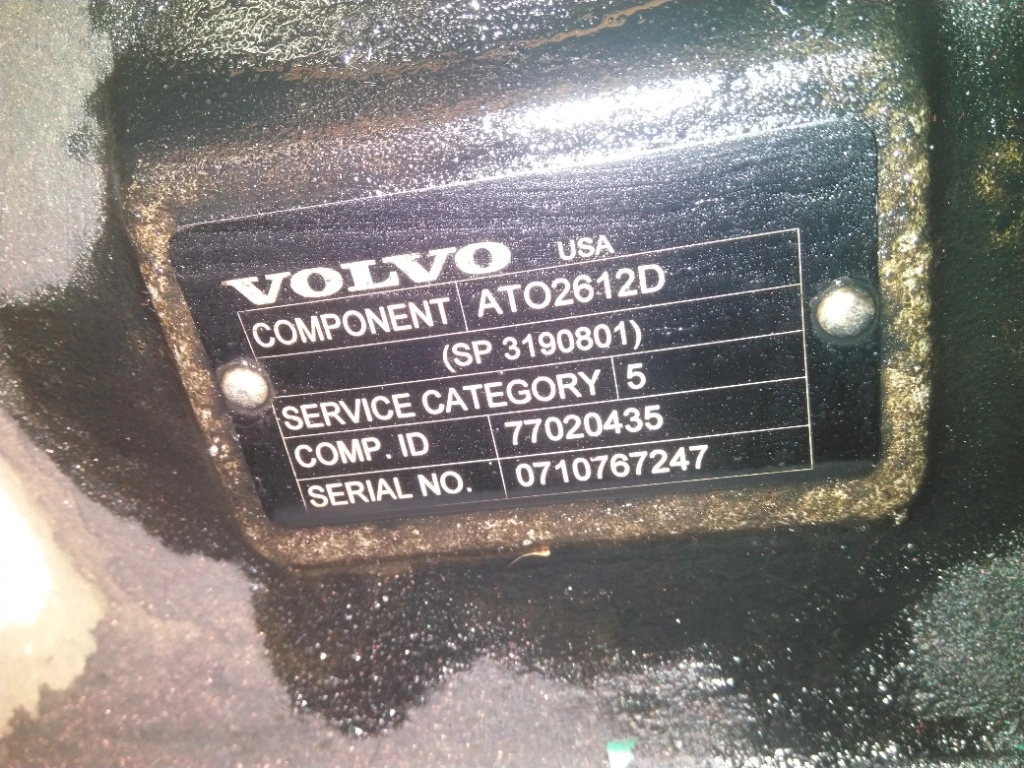 VOLVO USA
COMPONENT ATO2612D
(SP 3190801)
SERVICE CATEGORY 5
COMP. ID 77020435
SERIAL NO. 0710767247